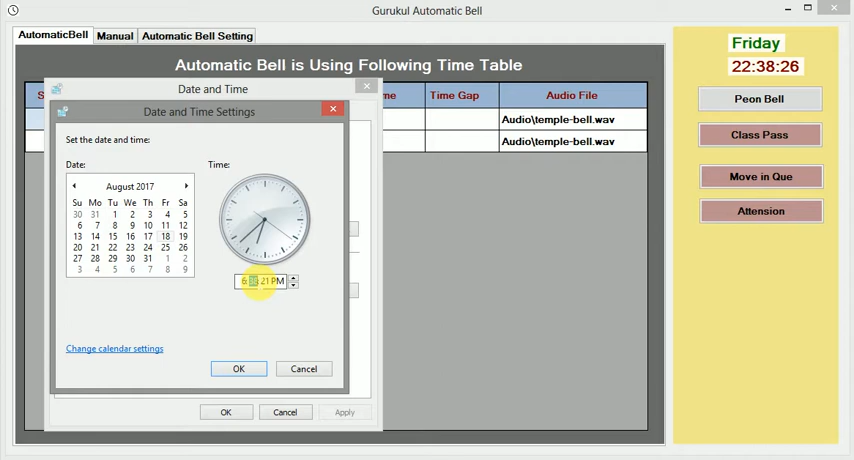 Gurukul Automatic Bell
AutomaticBell Manual Automatic Bell Setting
Automatic Bell is Using Following Time Table
Time Gap Audio File
Audio\temple-bell.wav
Audio\temple-bell.wav
Date and Time
Date and Time Settings
Set the date and time:
Date: Time:
August 2017
Su Mo Tu We Th Fr Sa
30 31 1 2 3 4 5
6 7 8 9 10 11 12
13 14 15 16 17 18 19
20 21 22 23 24 25 26
27 28 29 30 31 1 2
3 4 5 6 7 8 9
Change calendar settings
OK Cancel
OK Cancel Apply
Friday
22:38:26
Peon Bell
Class Pass
Move in Que
Attension